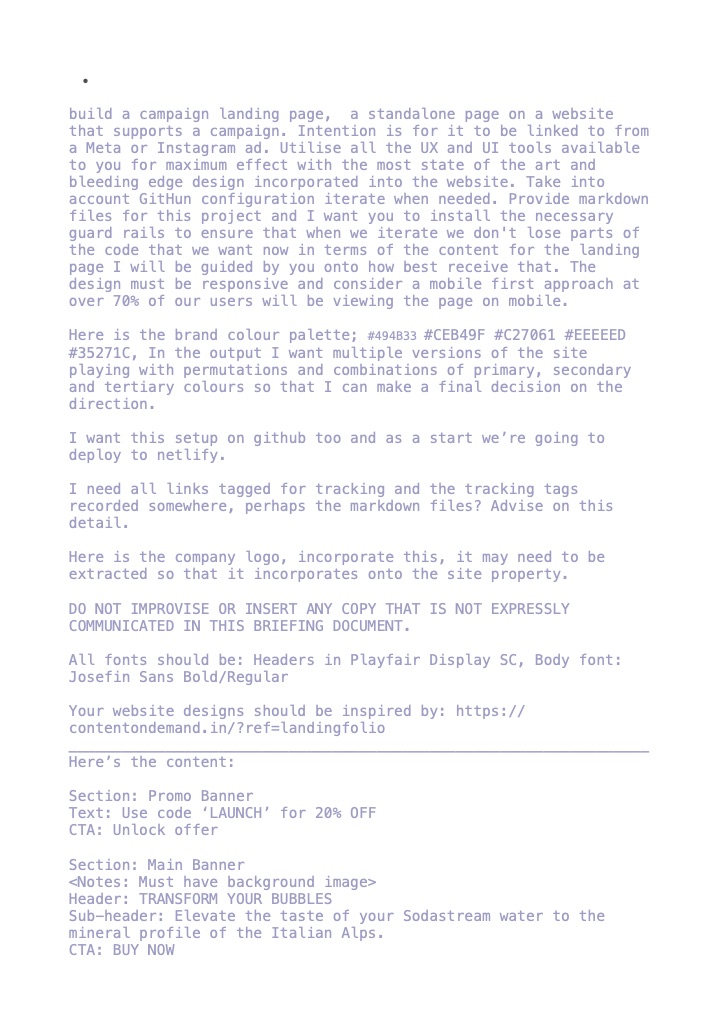 •
build a campaign landing page,  a standalone page on a website
that supports a campaign. Intention is for it to be linked to from
a Meta or Instagram ad. Utilise all the UX and UI tools available
to you for maximum effect with the most state of the art and
bleeding edge design incorporated into the website. Take into
account GitHun configuration iterate when needed. Provide markdown
files for this project and I want you to install the necessary
guard rails to ensure that when we iterate we don't lose parts of
the code that we want now in terms of the content for the landing
page I will be guided by you onto how best receive that. The
design must be responsive and consider a mobile first approach at
over 70% of our users will be viewing the page on mobile.
Here is the brand colour palette; #494B33 #CEB49F #C27061 #EEEEED
#35271C, In the output I want multiple versions of the site
playing with permutations and combinations of primary, secondary
and tertiary colours so that I can make a final decision on the
direction.
I want this setup on github too and as a start we’re going to
deploy to netlify.
I need all links tagged for tracking and the tracking tags
recorded somewhere, perhaps the markdown files? Advise on this
detail.
Here is the company logo, incorporate this, it may need to be
extracted so that it incorporates onto the site property.
DO NOT IMPROVISE OR INSERT ANY COPY THAT IS NOT EXPRESSLY
COMMUNICATED IN THIS BRIEFING DOCUMENT.
All fonts should be: Headers in Playfair Display SC, Body font:
Josefin Sans Bold/Regular
Your website designs should be inspired by: https://
contentondemand.in/?ref=landingfolio
Here’s the content:
Section: Promo Banner
Text: Use code ‘LAUNCH’ for 20% OFF
CTA: Unlock offer
Section: Main Banner
<Notes: Must have background image>
Header: TRANSFORM YOUR BUBBLES
Sub-header: Elevate the taste of your Sodastream water to the
mineral profile of the Italian Alps.
CTA: BUY NOW